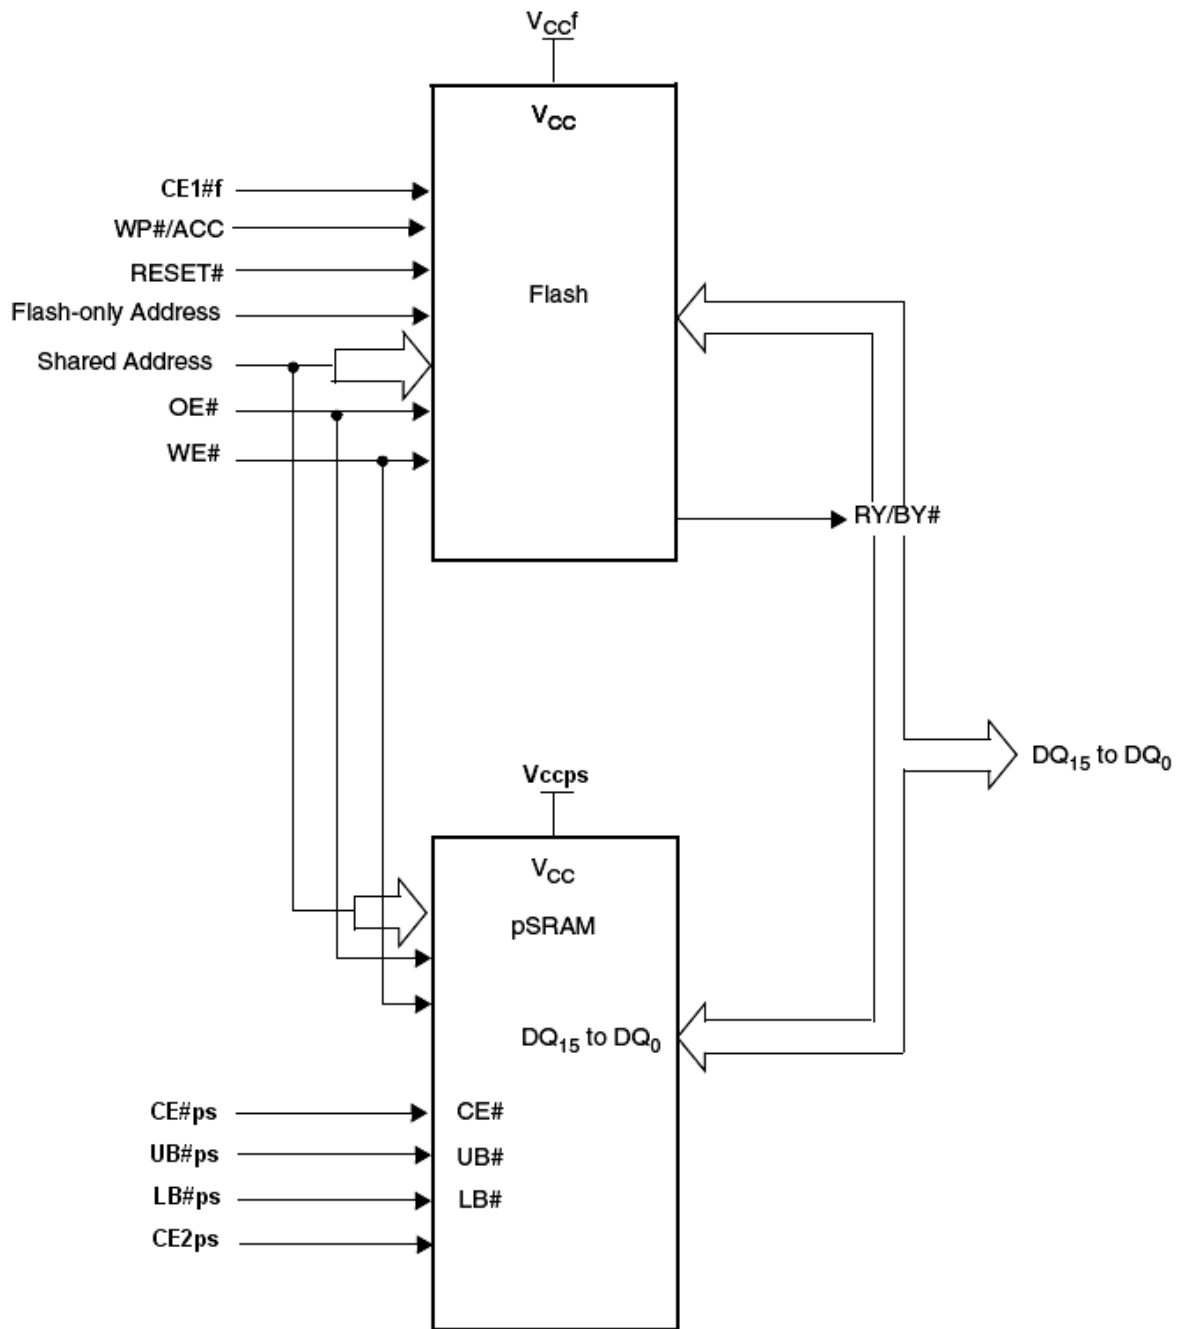 VCCf
VCC
CE1#f
WP#/ACC
RESET#
Flash
Flash-only Address
Shared Address
OE#
WE#
RY/BY#
DQ15 to DQ0
Vccps
VCC
pSRAM
DQ15 to DQ0
CE#ps CE#
UB#ps UB#
LB#ps LB#
CE2ps